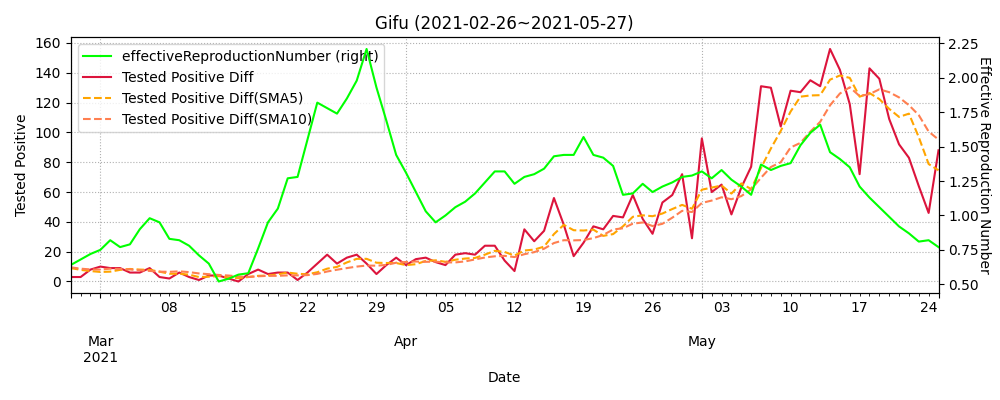 Gifu (2021-02-26~2021-05-27)
effectiveReproductionNumber (right)
Tested Positive Diff
Tested Positive Diff(SMA5)
Tested Positive Diff(SMA10)
Tested Positive
160
140
120
100
80
60
40
20
0
2.25
2.00
1.75
1.50
1.25
1.00
0.75
0.50
Effective Reproduction Number
08 15 22 29 05 12 19 26 03 10 17 24
Mar Apr May
2021
Date